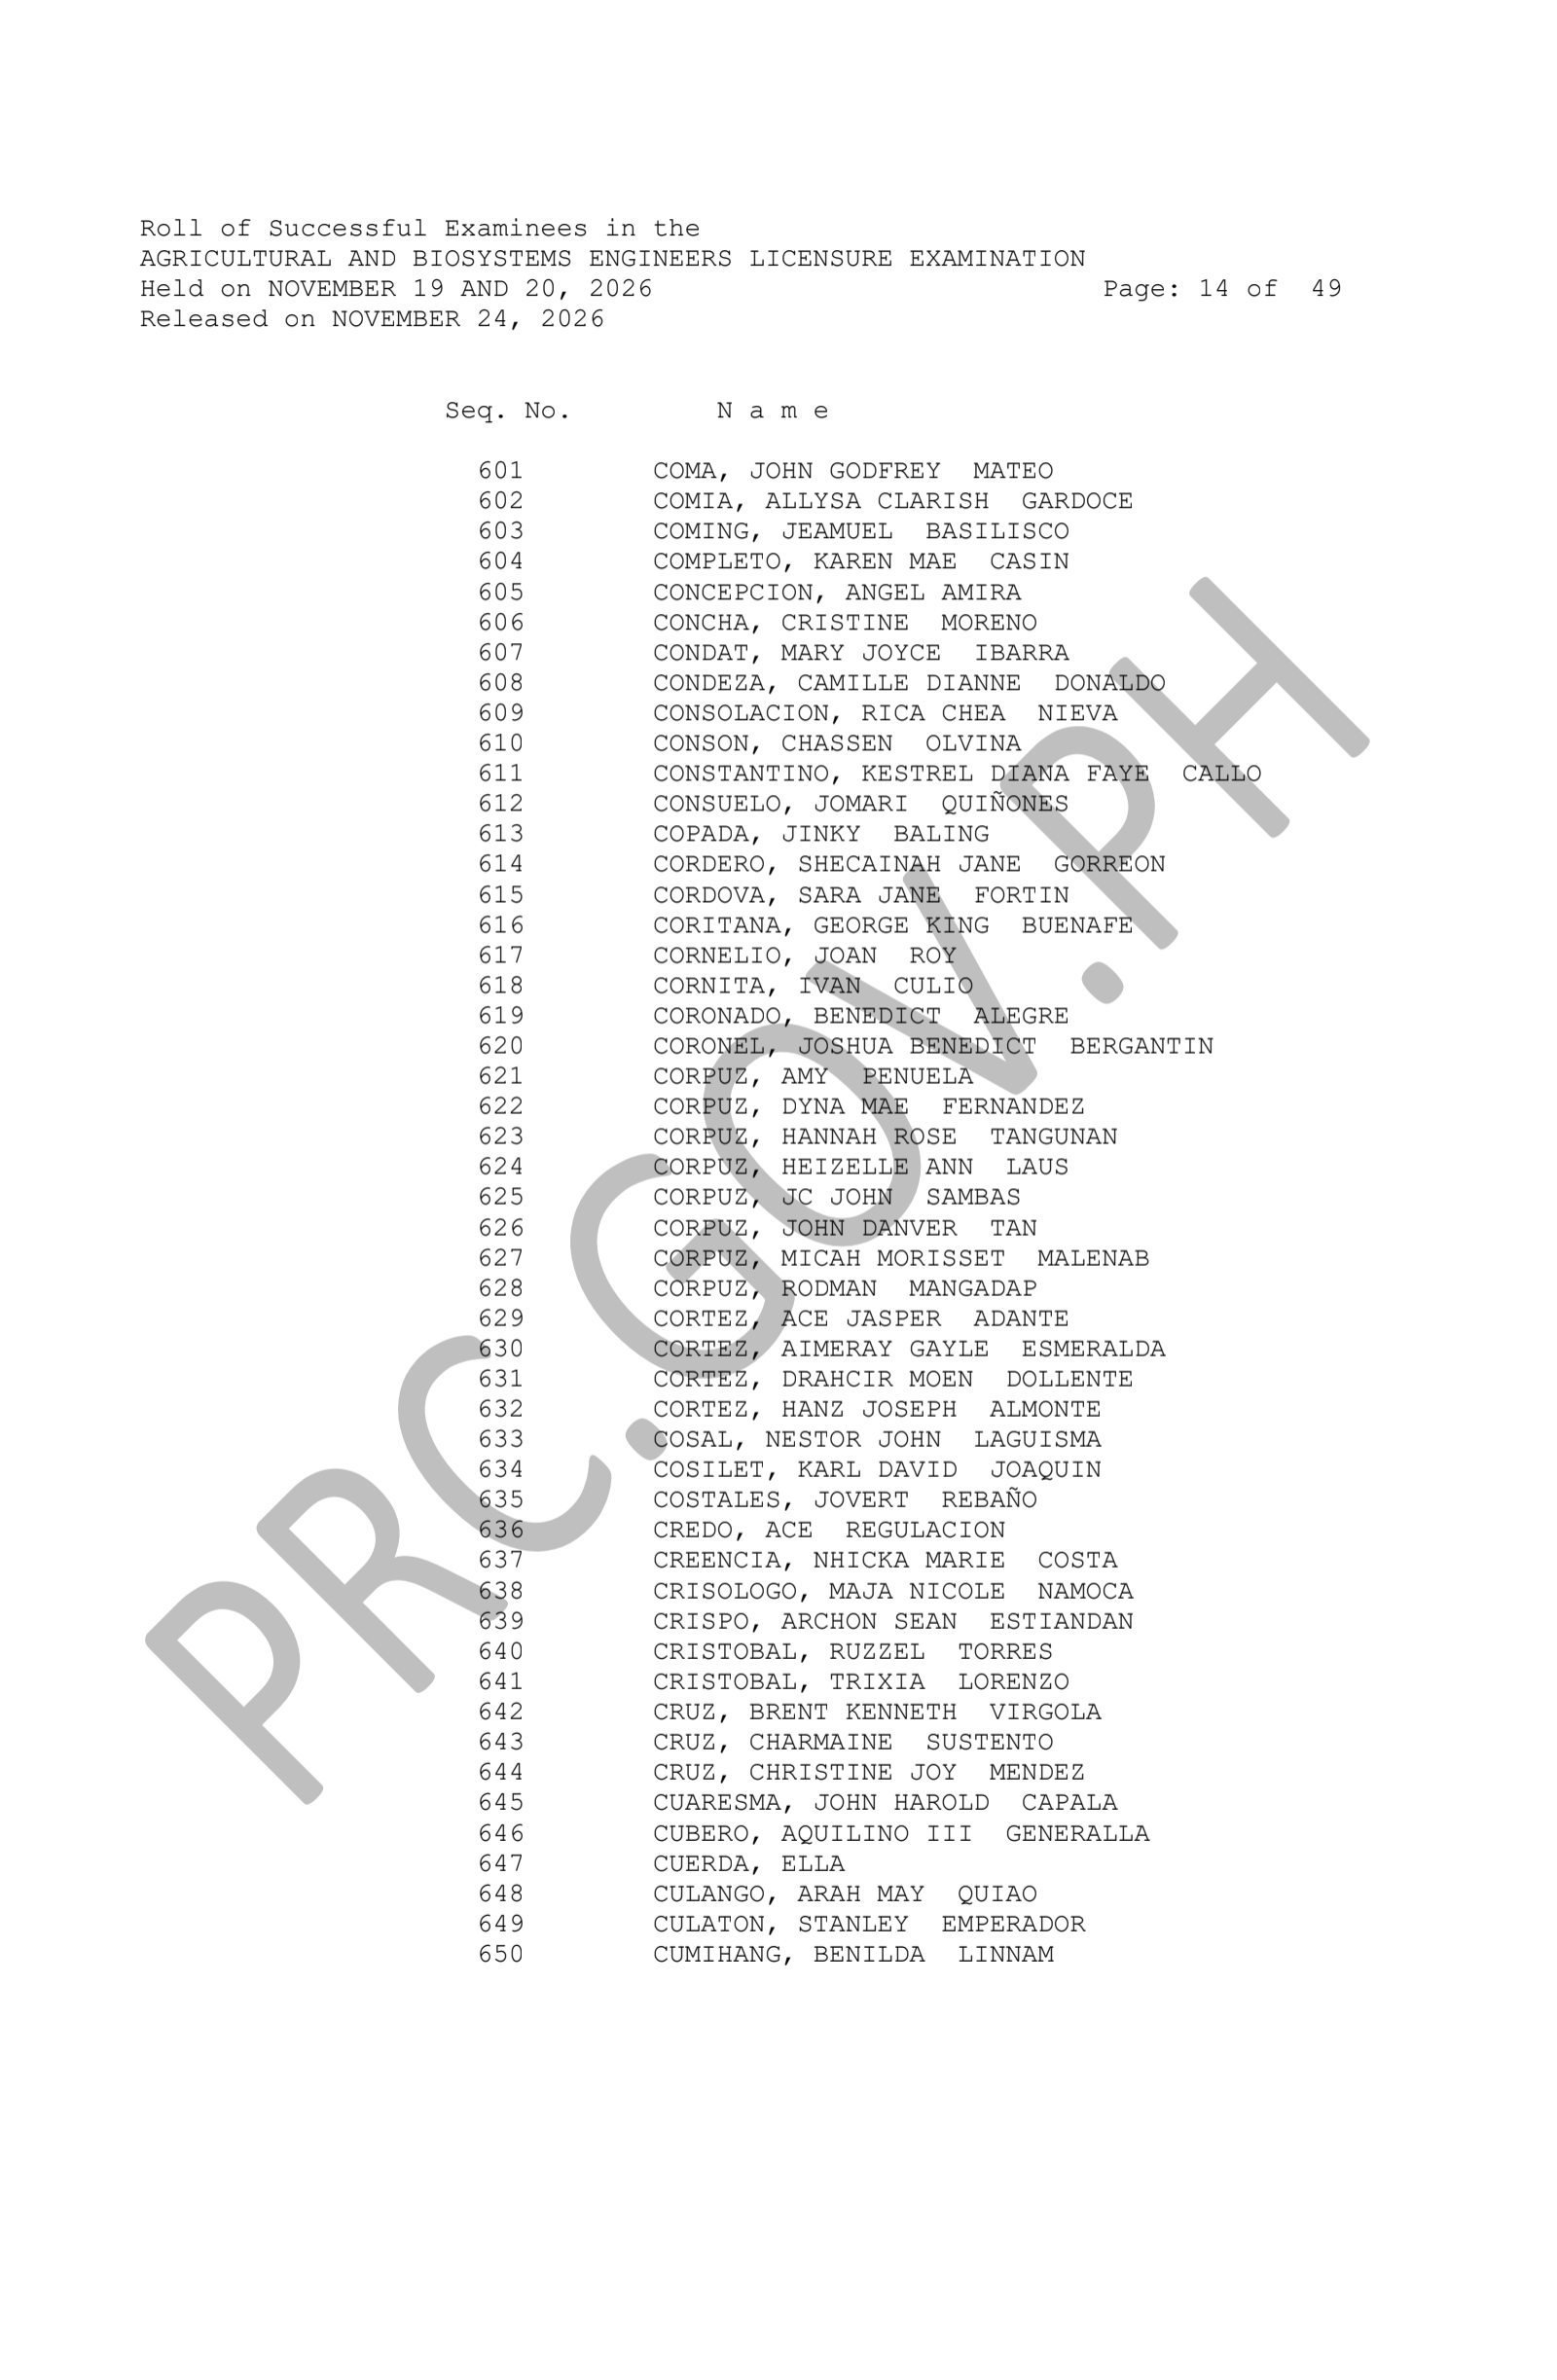 Roll of Successful Examinees in the
AGRICULTURAL AND BIOSYSTEMS ENGINEERS LICENSURE EXAMINATION
Held on NOVEMBER 19 AND 20, 2026 Page: 14 of 49
Released on NOVEMBER 24, 2026
Seq. No. N a m e
601 COMA, JOHN GODFREY MATEO
602 COMIA, ALLYSA CLARISH GARDOCE
603 COMING, JEAMUEL BASILISCO
604 COMPLETO, KAREN MAE CASIN
605 CONCEPCION, ANGEL AMIRA
606 CONCHA, CRISTINE MORENO
607 CONDAT, MARY JOYCE IBARRA
608 CONDEZA, CAMILLE DIANNE DONALDO
609 CONSOLACION, RICA CHEA NIEVA
610 CONSON, CHASSEN OLVINA
611 CONSTANTINO, KESTREL DIANA FAYE CALLO
612 CONSUELO, JOMARI QUIÑONES
613 COPADA, JINKY BALING
614 CORDERO, SHECAINAH JANE GORREON
615 CORDOVA, SARA JANE FORTIN
616 CORITANA, GEORGE KING BUENAFE
617 CORNELIO, JOAN ROY
618 CORNITA, IVAN CULIO
619 CORONADO, BENEDICT ALEGRE
620 CORONEL, JOSHUA BENEDICT BERGANTIN
621 CORPUZ, AMY PENUELA
622 CORPUZ, DYNA MAE FERNANDEZ
623 CORPUZ, HANNAH ROSE TANGUNAN
624 CORPUZ, HEIZELLE ANN LAUS
625 CORPUZ, JC JOHN SAMBAS
626 CORPUZ, JOHN DANVER TAN
627 CORPUZ, MICAH MORISSET MALENAB
628 CORPUZ, RODMAN MANGADAP
629 CORTEZ, ACE JASPER ADANTE
630 CORTEZ, AIMERAY GAYLE ESMERALDA
631 CORTEZ, DRAHCIR MOEN DOLLENTE
632 CORTEZ, HANZ JOSEPH ALMONTE
633 COSAL, NESTOR JOHN LAGUISMA
634 COSILET, KARL DAVID JOAQUIN
635 COSTALES, JOVERT REBAÑO
636 CREDO, ACE REGULACION
637 CREENCIA, NHICKA MARIE COSTA
638 CRISOLOGO, MAJA NICOLE NAMOCA
639 CRISPO, ARCHON SEAN ESTIANDAN
640 CRISTOBAL, RUZZEL TORRES
641 CRISTOBAL, TRIXIA LORENZO
642 CRUZ, BRENT KENNETH VIRGOLA
643 CRUZ, CHARMAINE SUSTENTO
644 CRUZ, CHRISTINE JOY MENDEZ
645 CUARESMA, JOHN HAROLD CAPALA
646 CUBERO, AQUILINO III GENERALLA
647 CUERDA, ELLA
648 CULANGO, ARAH MAY QUIAO
649 CULATON, STANLEY EMPERADOR
650 CUMIHANG, BENILDA LINNAM
PRC.GOV.PH